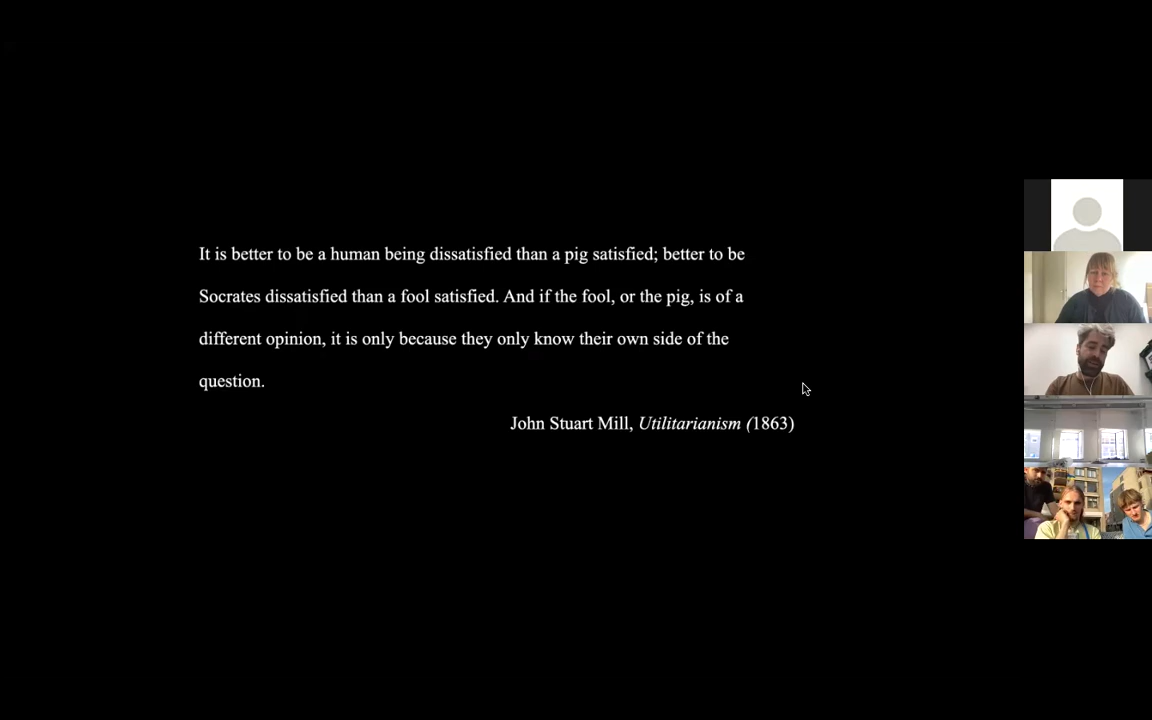 It is better to be a human being dissatisfied than a pig satisfied; better to be
Socrates dissatisfied than a fool satisfied. And if the fool, or the pig, is of a
different opinion, it is only because they only know their own side of the
question.
John Stuart Mill, Utilitarianism (1863)